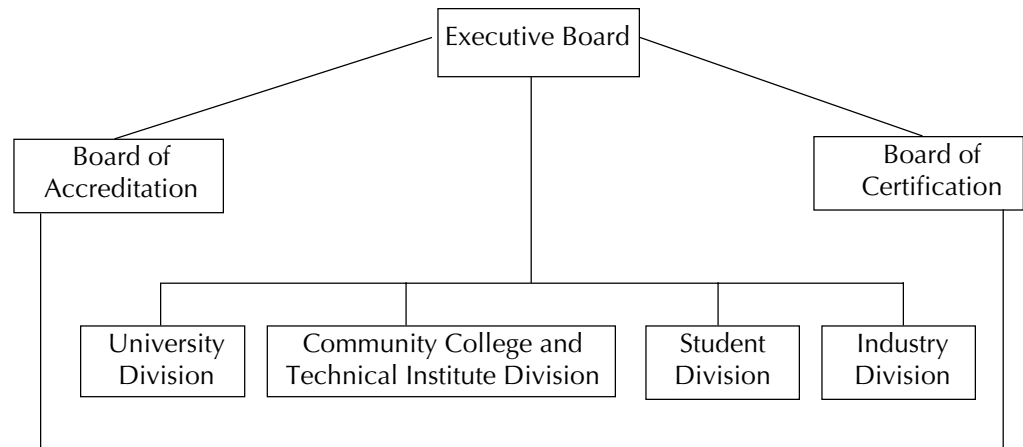 Executive Board
Board of
Accreditation
Board of
Certification
University
Division
Community College and
Technical Institute Division
Student
Division
Industry
Division